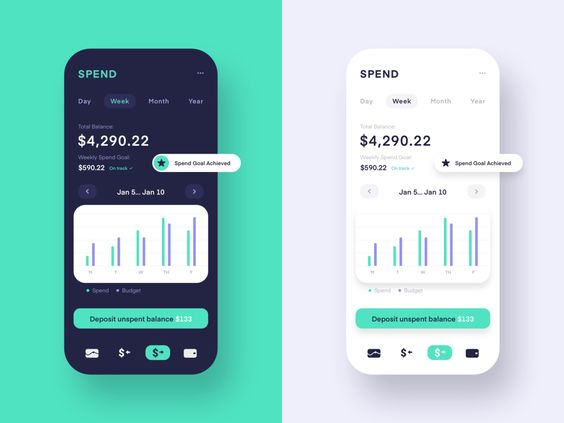 SPEND
Day Week Month Year
Total Balance:
$4,290.22
Weekly Spend Goal:
$590.22 On track ✓
Spend Goal Achieved
Jan 5... Jan 10
M T W TH F
Spend Budget
Deposit unspent balance $133
SPEND
Day Week Month Year
Total Balance:
$4,290.22
Weekly Spend Goal:
$590.22 On track ✓
Spend Goal Achieved
Jan 5... Jan 10
M T W TH F
Spend Budget
Deposit unspent balance $133